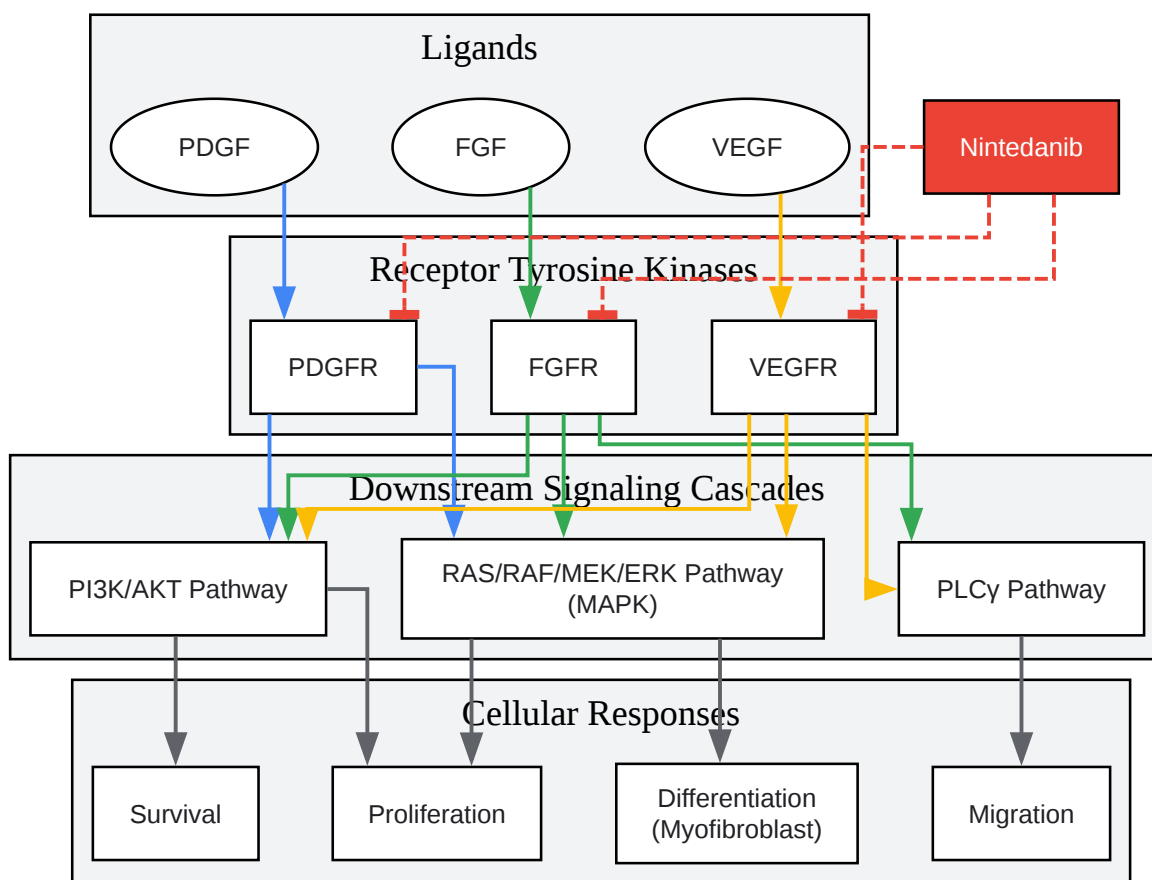 Ligands
PDGF
FGF
VEGF
Nintedanib
Receptor Tyrosine Kinases
PDGFR
FGFR
VEGFR
Downstream Signaling Cascades
PI3K/AKT Pathway
RAS/RAF/MEK/ERK Pathway
(MAPK)
PLCγ Pathway
Cellular Responses
Survival
Proliferation
Differentiation
(Myofibroblast)
Migration